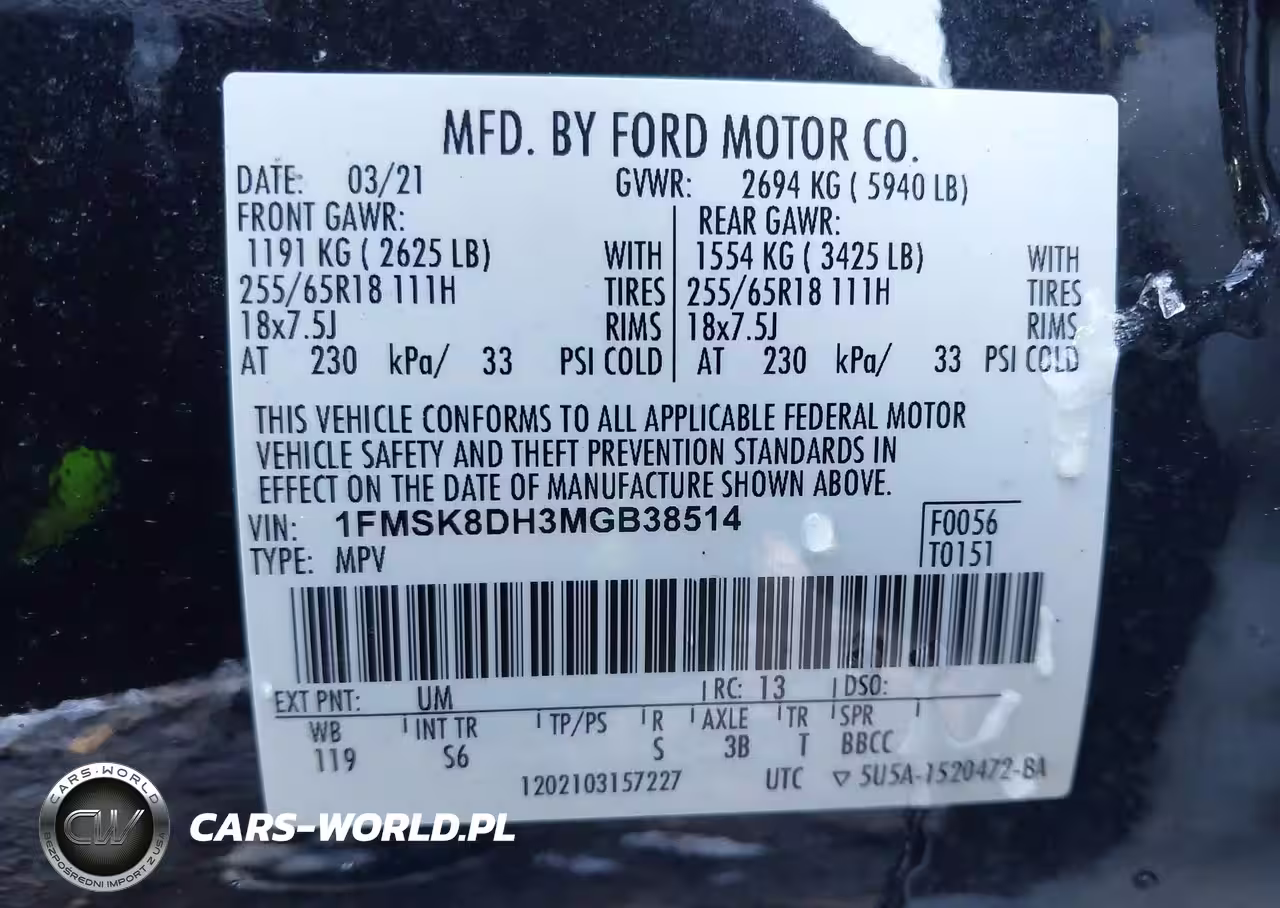 MFD. BY FORD MOTOR CO.
DATE: 03/21 GVWR: 2694 KG ( 5940 LB)
FRONT GAWR: REAR GAWR:
1191 KG ( 2625 LB) WITH 1554 KG ( 3425 LB) WITH
255/65R18 111H TIRES 255/65R18 111H TIRES
18x7.5J RIMS 18x7.5J RIMS
AT 230 kPa/ 33 PSI COLD AT 230 kPa/ 33 PSI COLD
THIS VEHICLE CONFORMS TO ALL APPLICABLE FEDERAL MOTOR
VEHICLE SAFETY AND THEFT PREVENTION STANDARDS IN
EFFECT ON THE DATE OF MANUFACTURE SHOWN ABOVE.
VIN: 1FMSK8DH3MGB38514 F0056
TYPE: MPV T0151
EXT PNT: UM RC: 13 DSO:
WB INT TR TP/PS R AXLE TR SPR
119 S6 S 3B T BBCC
1202103157227 UTC ▽ 5U5A-1520472-BA
CARS-WORLD
CW
BEZPOŚREDNI IMPORT Z USA
CARS-WORLD.PL